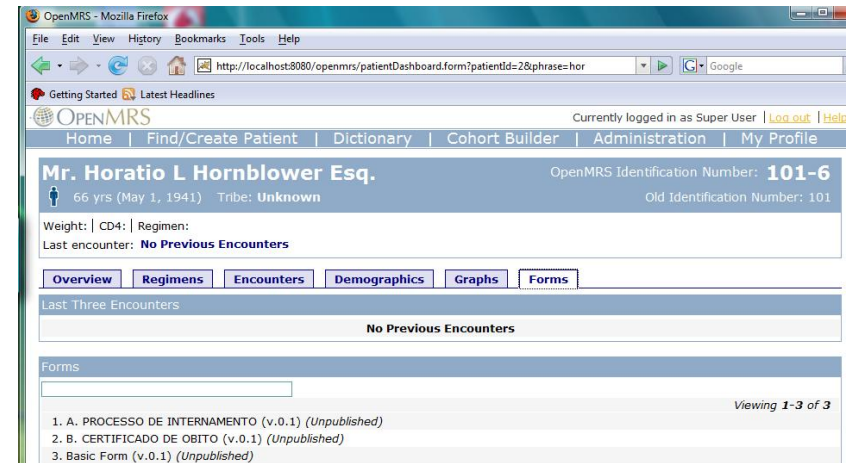 OpenMRS - Mozilla Firefox
File Edit View History Bookmarks Tools Help
http://localhost:8080/openmrs/patientDashboard.form?patientId=2&phrase=hor
G Google
Getting Started Latest Headlines
OPENMRS Currently logged in as Super User | Log out | Help
Home | Find/Create Patient | Dictionary | Cohort Builder | Administration | My Profile
Mr. Horatio L Hornblower Esq. OpenMRS Identification Number: 101-6
66 yrs (May 1, 1941) Tribe: Unknown Old Identification Number: 101
Weight: | CD4: | Regimen:
Last encounter: No Previous Encounters
Overview Regimens Encounters Demographics Graphs Forms
Last Three Encounters
No Previous Encounters
Forms
Viewing 1-3 of 3
1. A. PROCESSO DE INTERNAMENTO (v.0.1) (Unpublished)
2. B. CERTIFICADO DE OBITO (v.0.1) (Unpublished)
3. Basic Form (v.0.1) (Unpublished)